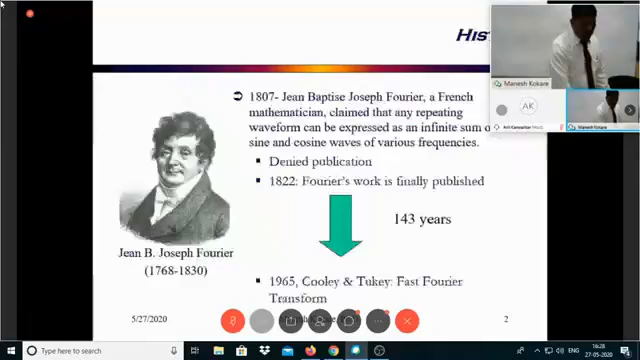 His
Manesh Kokare
AK
Manesh Kokare
➲ 1807- Jean Baptise Joseph Fourier, a French
mathematician, claimed that any repeating
waveform can be expressed as an infinite sum o
sine and cosine waves of various frequencies.
▪ Denied publication
▪ 1822: Fourier's work is finally published
143 years
Jean B. Joseph Fourier
(1768-1830)
▪ 1965, Cooley & Tukey: Fast Fourier
Transform
5/27/2020
2
Type here to search
ENG
16:28
27-05-2020